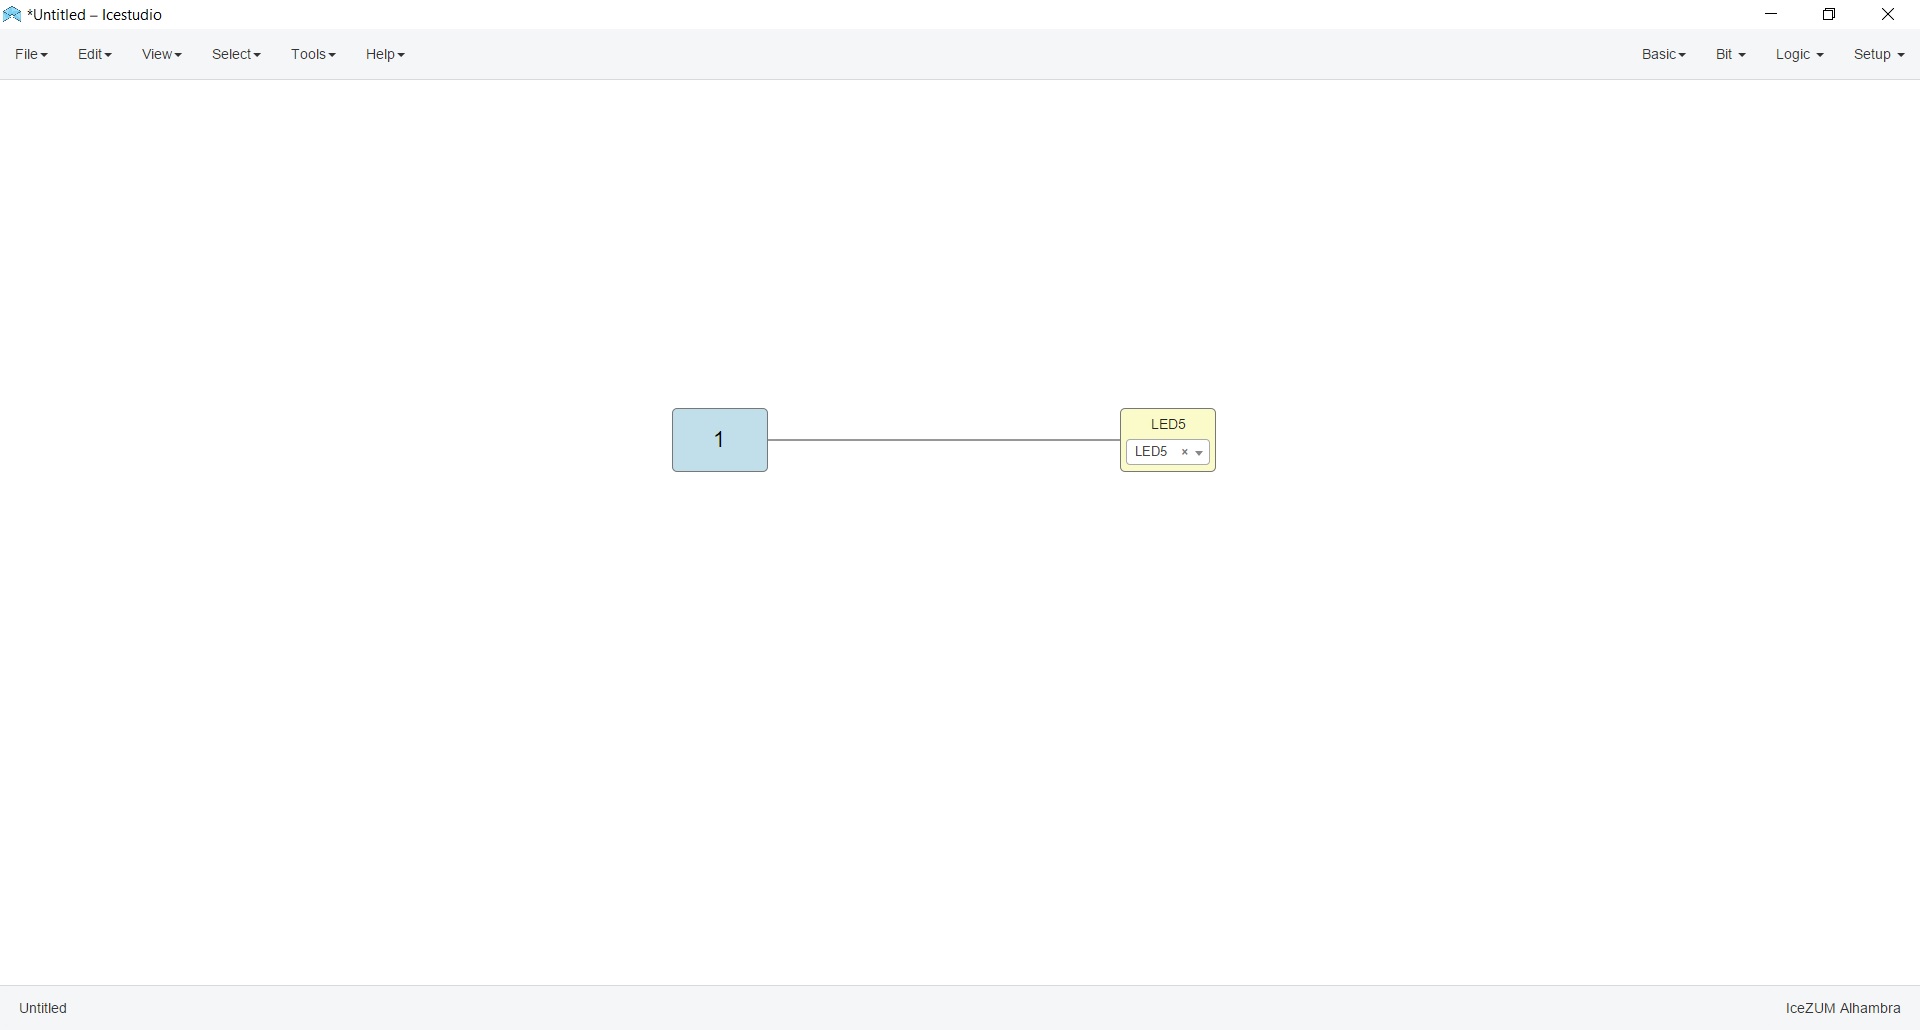 *Untitled – Icestudio
File Edit View Select Tools Help Basic Bit Logic Setup
1
LED5
LED5 ×
Untitled IceZUM Alhambra